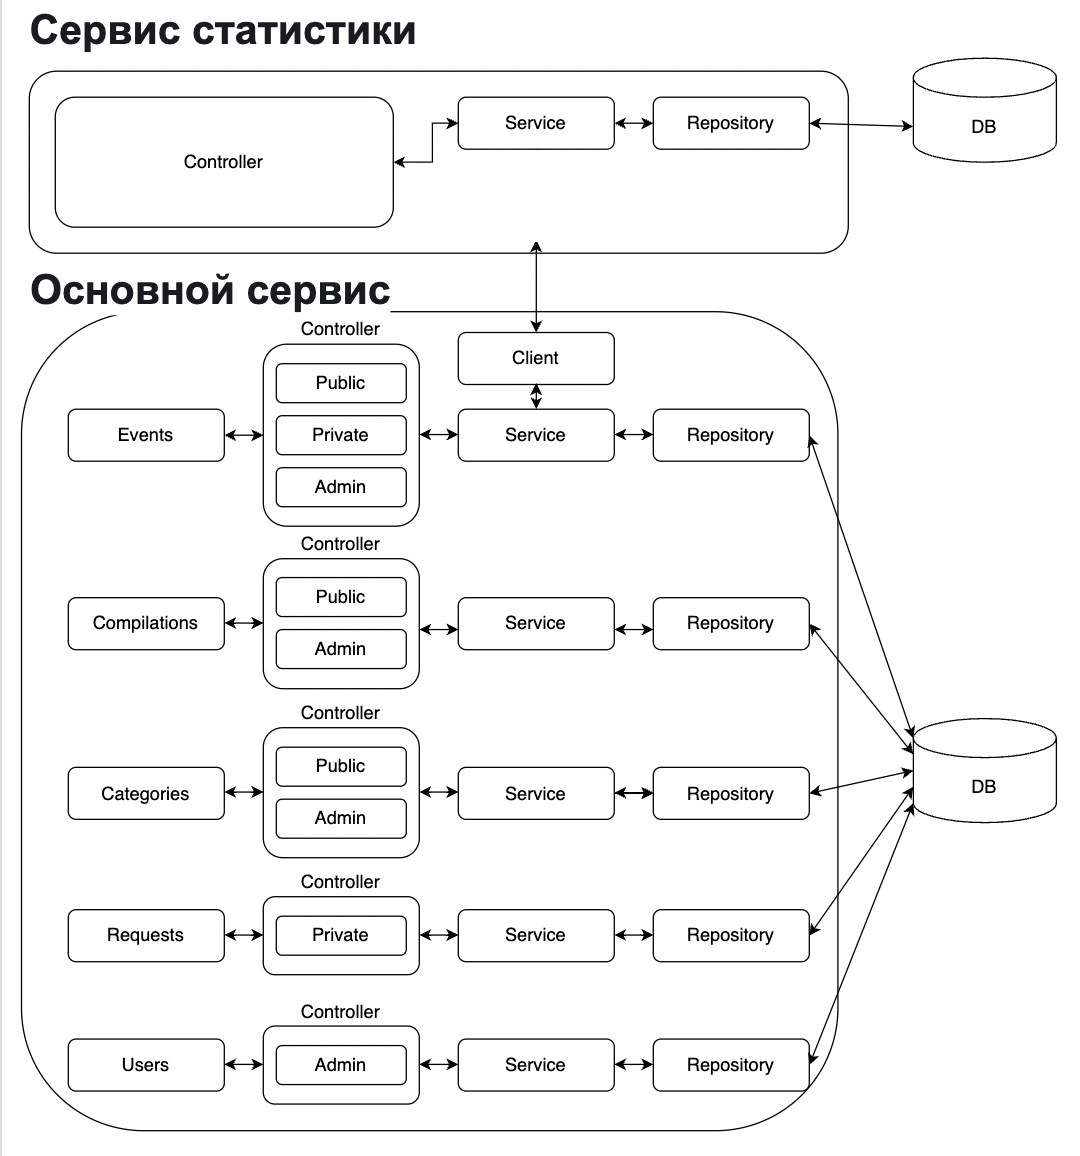 Сервис статистики
Controller
Service
Repository
DB
Основной сервис
Controller
Client
Public
Events
Private
Service
Repository
Admin
Controller
Public
Compilations
Service
Repository
Admin
Controller
Public
Categories
Service
Repository
DB
Admin
Controller
Requests
Private
Service
Repository
Controller
Users
Admin
Service
Repository